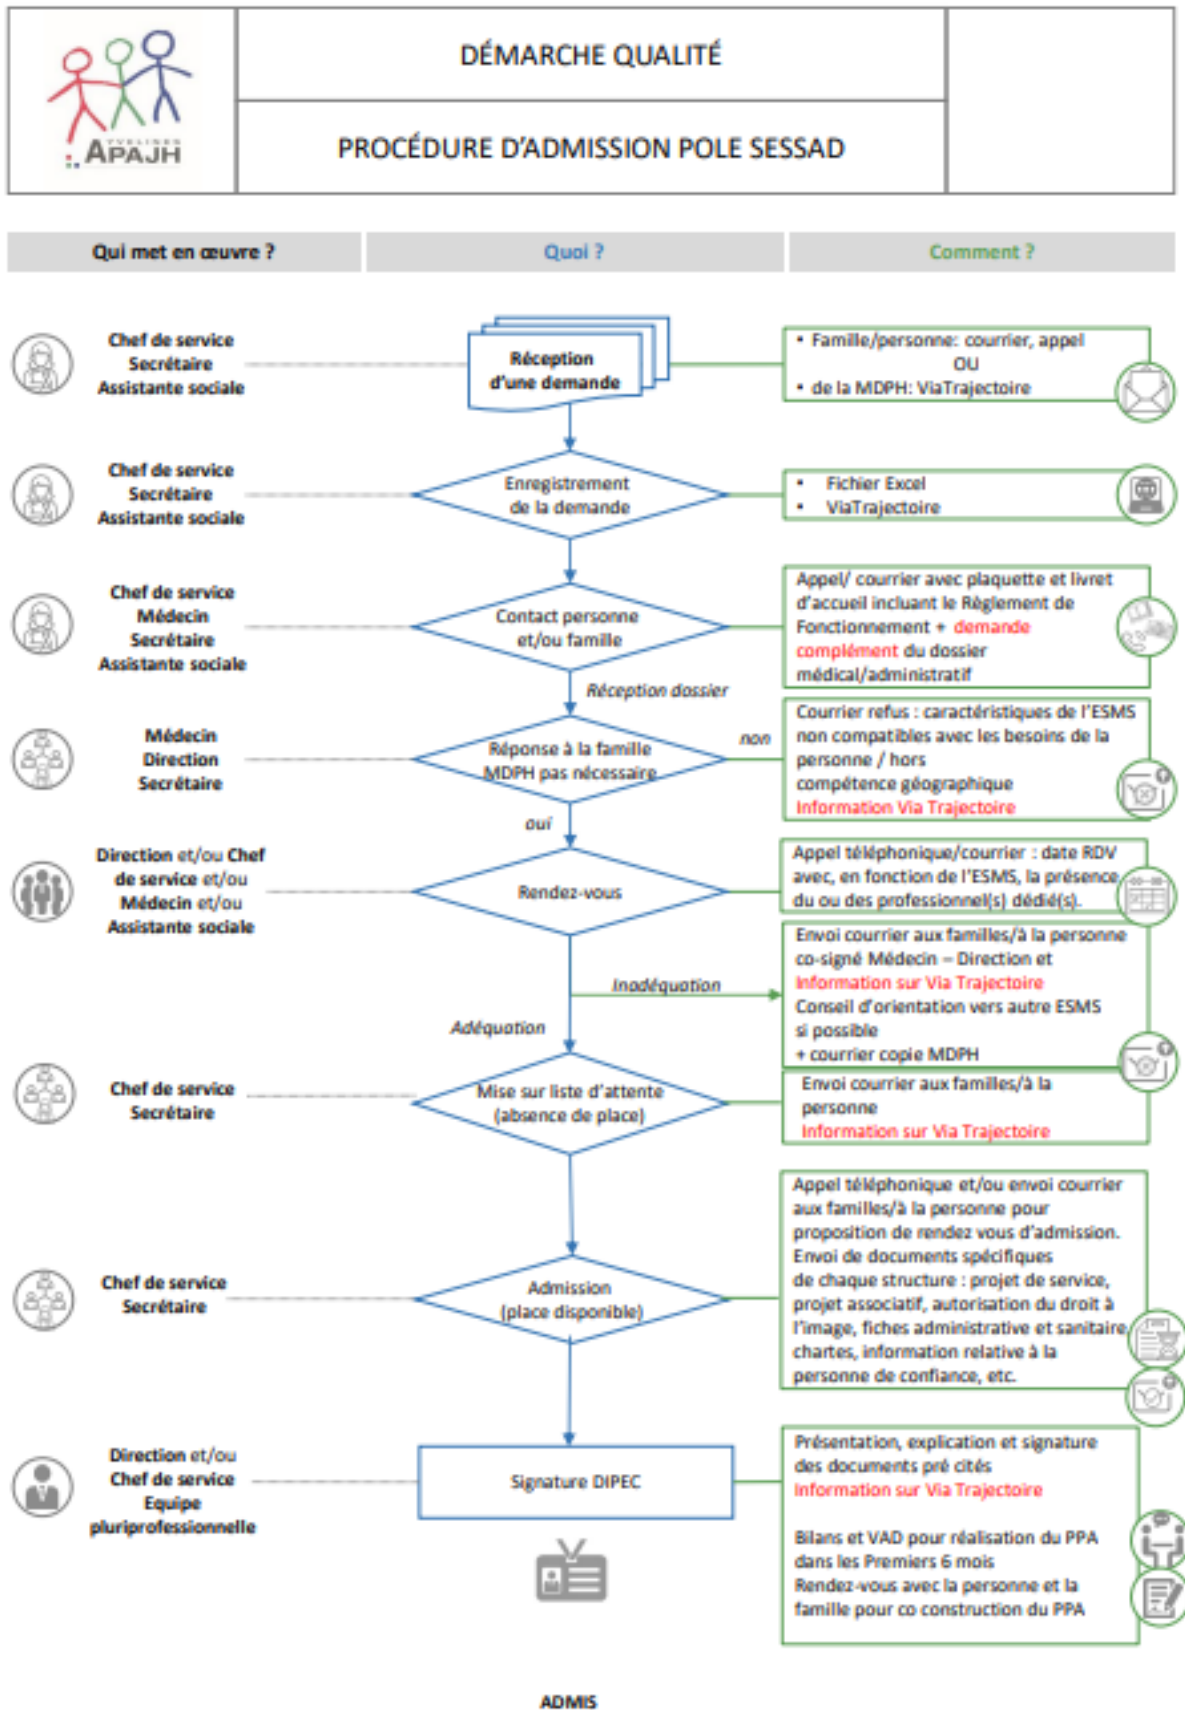 YVELINES
APAJH
DÉMARCHE QUALITÉ
PROCÉDURE D'ADMISSION POLE SESSAD
Qui met en œuvre ?
Quoi ?
Comment ?
Chef de service
Secrétaire
Assistante sociale
Réception
d'une demande
• Famille/personne: courrier, appel
OU
• de la MDPH: ViaTrajectoire
Chef de service
Secrétaire
Assistante sociale
Enregistrement
de la demande
• Fichier Excel
• ViaTrajectoire
Chef de service
Médecin
Secrétaire
Assistante sociale
Contact personne
et/ou famille
Appel/ courrier avec plaquette et livret
d'accueil incluant le Règlement de
Fonctionnement + demande
complément du dossier
médical/administratif
Réception dossier
Médecin
Direction
Secrétaire
Réponse à la famille
MDPH pas nécessaire
non
Courrier refus : caractéristiques de l'ESMS
non compatibles avec les besoins de la
personne / hors
compétence géographique
Information Via Trajectoire
oui
Direction et/ou Chef
de service et/ou
Médecin et/ou
Assistante sociale
Rendez-vous
Appel téléphonique/courrier : date RDV
avec, en fonction de l'ESMS, la présence
du ou des professionnel(s) dédié(s).
Inadéquation
Envoi courrier aux familles/à la personne
co-signé Médecin – Direction et
Information sur Via Trajectoire
Conseil d'orientation vers autre ESMS
si possible
+ courrier copie MDPH
Adéquation
Chef de service
Secrétaire
Mise sur liste d'attente
(absence de place)
Envoi courrier aux familles/à la
personne
Information sur Via Trajectoire
Chef de service
Secrétaire
Admission
(place disponible)
Appel téléphonique et/ou envoi courrier
aux familles/à la personne pour
proposition de rendez vous d'admission.
Envoi de documents spécifiques
de chaque structure : projet de service,
projet associatif, autorisation du droit à
l'image, fiches administrative et sanitaire,
chartes, information relative à la
personne de confiance, etc.
Direction et/ou
Chef de service
Equipe
pluriprofessionnelle
Signature DIPEC
Présentation, explication et signature
des documents pré cités
Information sur Via Trajectoire
Bilans et VAD pour réalisation du PPA
dans les Premiers 6 mois
Rendez-vous avec la personne et la
famille pour co construction du PPA
ADMIS